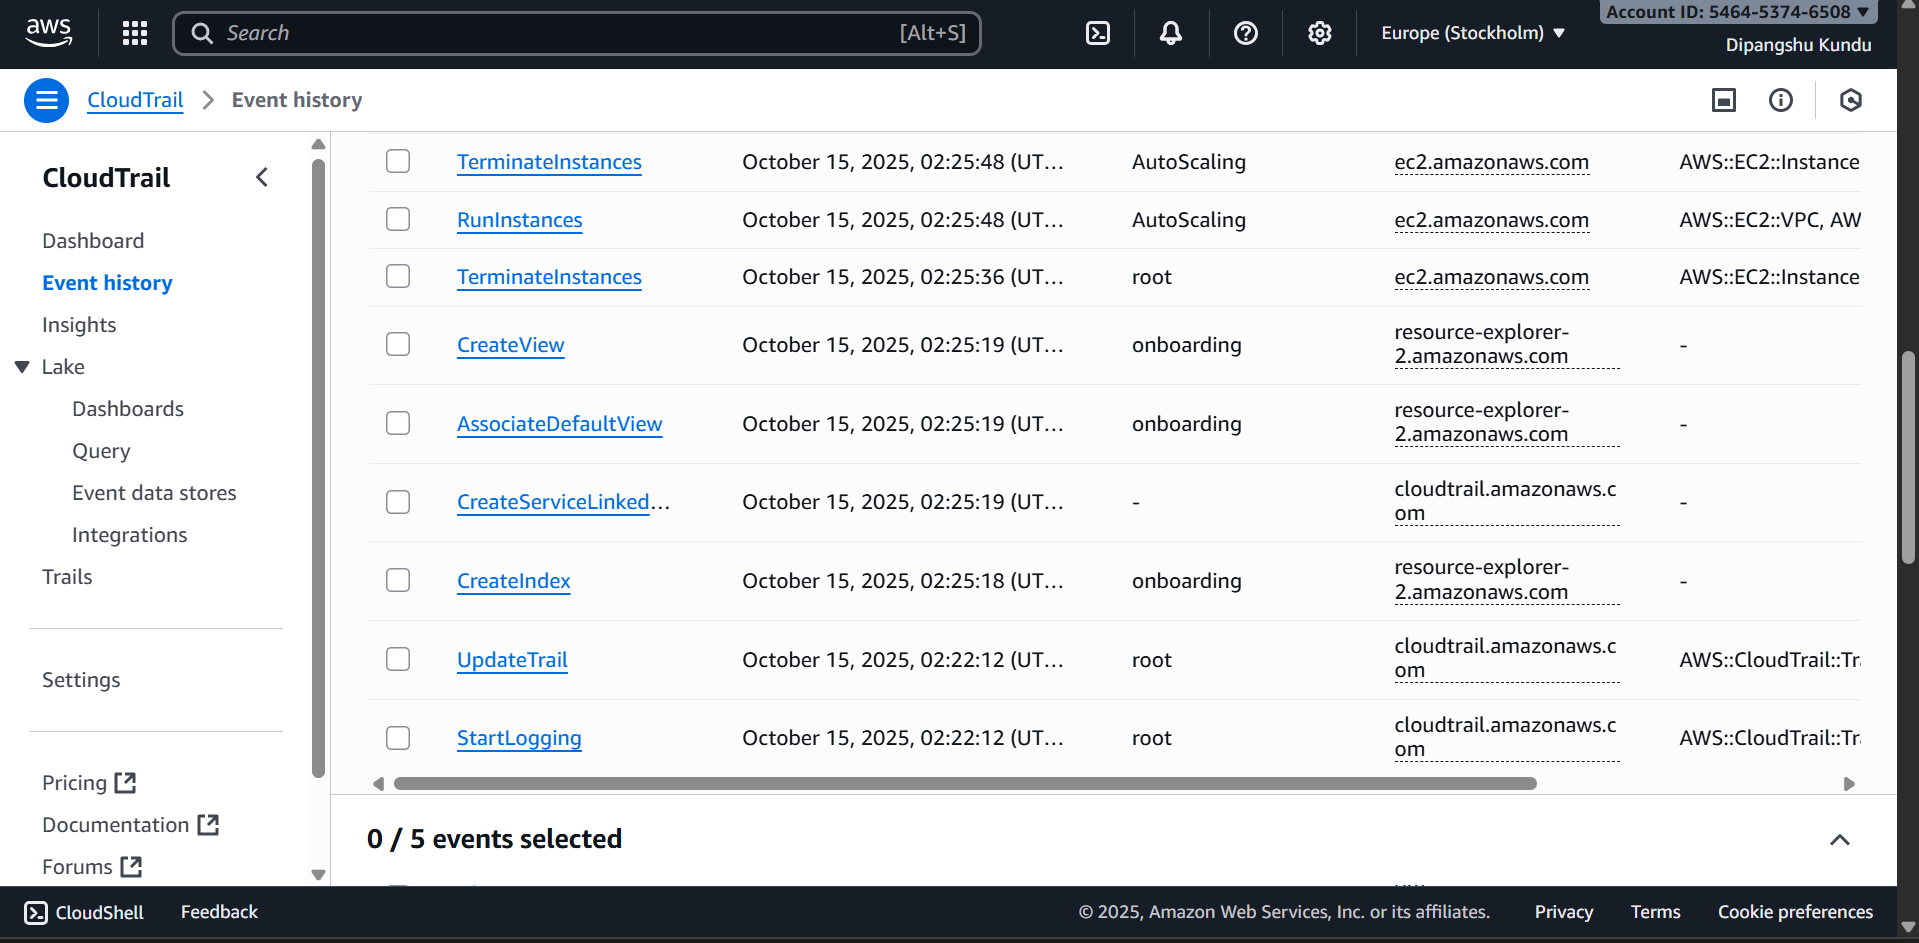 aws
Search
[Alt+S]
Europe (Stockholm)
Account ID: 5464-5374-6508
Dipangshu Kundu
CloudTrail
Event history
CloudTrail
Dashboard
Event history
Insights
Lake
Dashboards
Query
Event data stores
Integrations
Trails
Settings
Pricing
Documentation
Forums
TerminateInstances October 15, 2025, 02:25:48 (UT... AutoScaling ec2.amazonaws.com AWS::EC2::Instance
RunInstances October 15, 2025, 02:25:48 (UT... AutoScaling ec2.amazonaws.com AWS::EC2::VPC, AW
TerminateInstances October 15, 2025, 02:25:36 (UT... root ec2.amazonaws.com AWS::EC2::Instance
CreateView October 15, 2025, 02:25:19 (UT... onboarding resource-explorer-
2.amazonaws.com -
AssociateDefaultView October 15, 2025, 02:25:19 (UT... onboarding resource-explorer-
2.amazonaws.com -
CreateServiceLinked... October 15, 2025, 02:25:19 (UT... - cloudtrail.amazonaws.c
om -
CreateIndex October 15, 2025, 02:25:18 (UT... onboarding resource-explorer-
2.amazonaws.com -
UpdateTrail October 15, 2025, 02:22:12 (UT... root cloudtrail.amazonaws.c
om AWS::CloudTrail::Tr
StartLogging October 15, 2025, 02:22:12 (UT... root cloudtrail.amazonaws.c
om AWS::CloudTrail::Tr
0 / 5 events selected
CloudShell
Feedback
© 2025, Amazon Web Services, Inc. or its affiliates.
Privacy
Terms
Cookie preferences